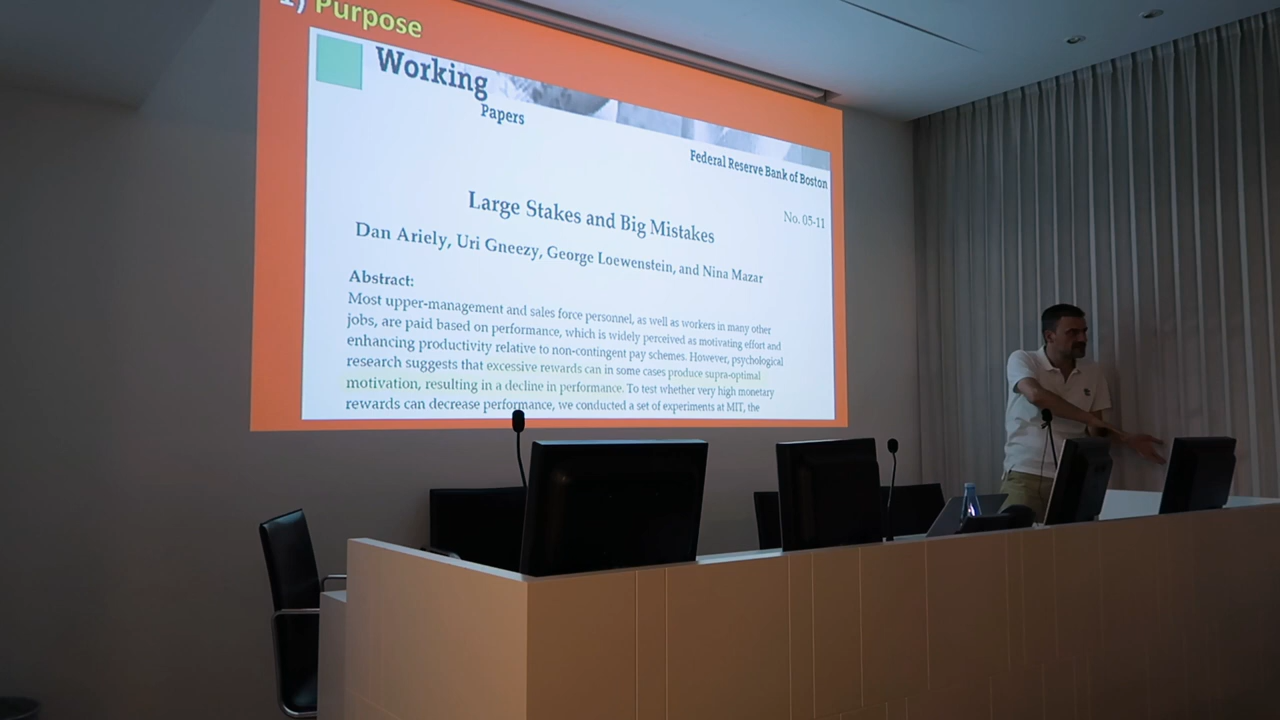 1) Purpose
Working
Papers
Federal Reserve Bank of Boston
No. 05-11
Large Stakes and Big Mistakes
Dan Ariely, Uri Gneezy, George Loewenstein, and Nina Mazar
Abstract:
Most upper-management and sales force personnel, as well as workers in many other
jobs, are paid based on performance, which is widely perceived as motivating effort and
enhancing productivity relative to non-contingent pay schemes. However, psychological
research suggests that excessive rewards can in some cases produce supra-optimal
motivation, resulting in a decline in performance. To test whether very high monetary
rewards can decrease performance, we conducted a set of experiments at MIT, the